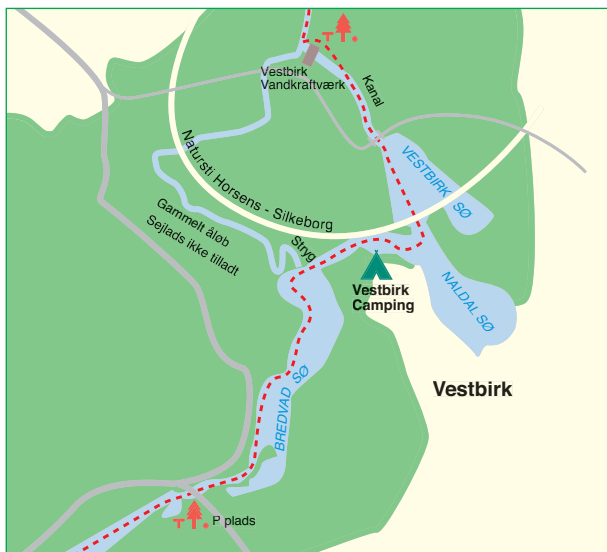 Vestbirk
Vandkraftværk
Kanal
VESTBIRK SØ
Natursti Horsens - Silkeborg
Gammelt åløb
Sejlads ikke tilladt
Stryg
Vestbirk
Camping
NALDAL SØ
Vestbirk
BREDVAD SØ
P plads